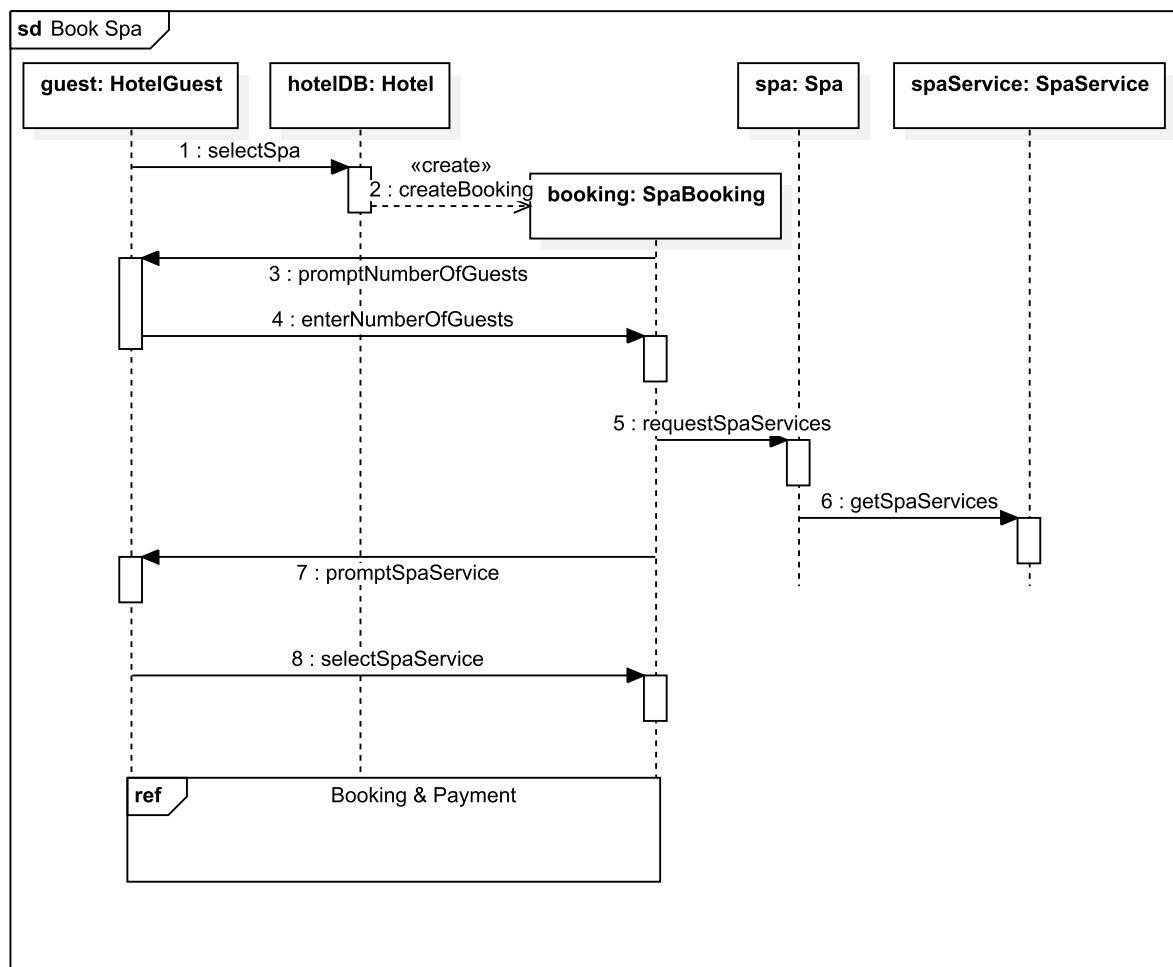 sd Book Spa
guest: HotelGuest
hotelDB: Hotel
spa: Spa
spaService: SpaService
1 : selectSpa
«create»
2 : createBooking
booking: SpaBooking
3 : promptNumberOfGuests
4 : enterNumberOfGuests
5 : requestSpaServices
6 : getSpaServices
7 : promptSpaService
8 : selectSpaService
ref
Booking & Payment